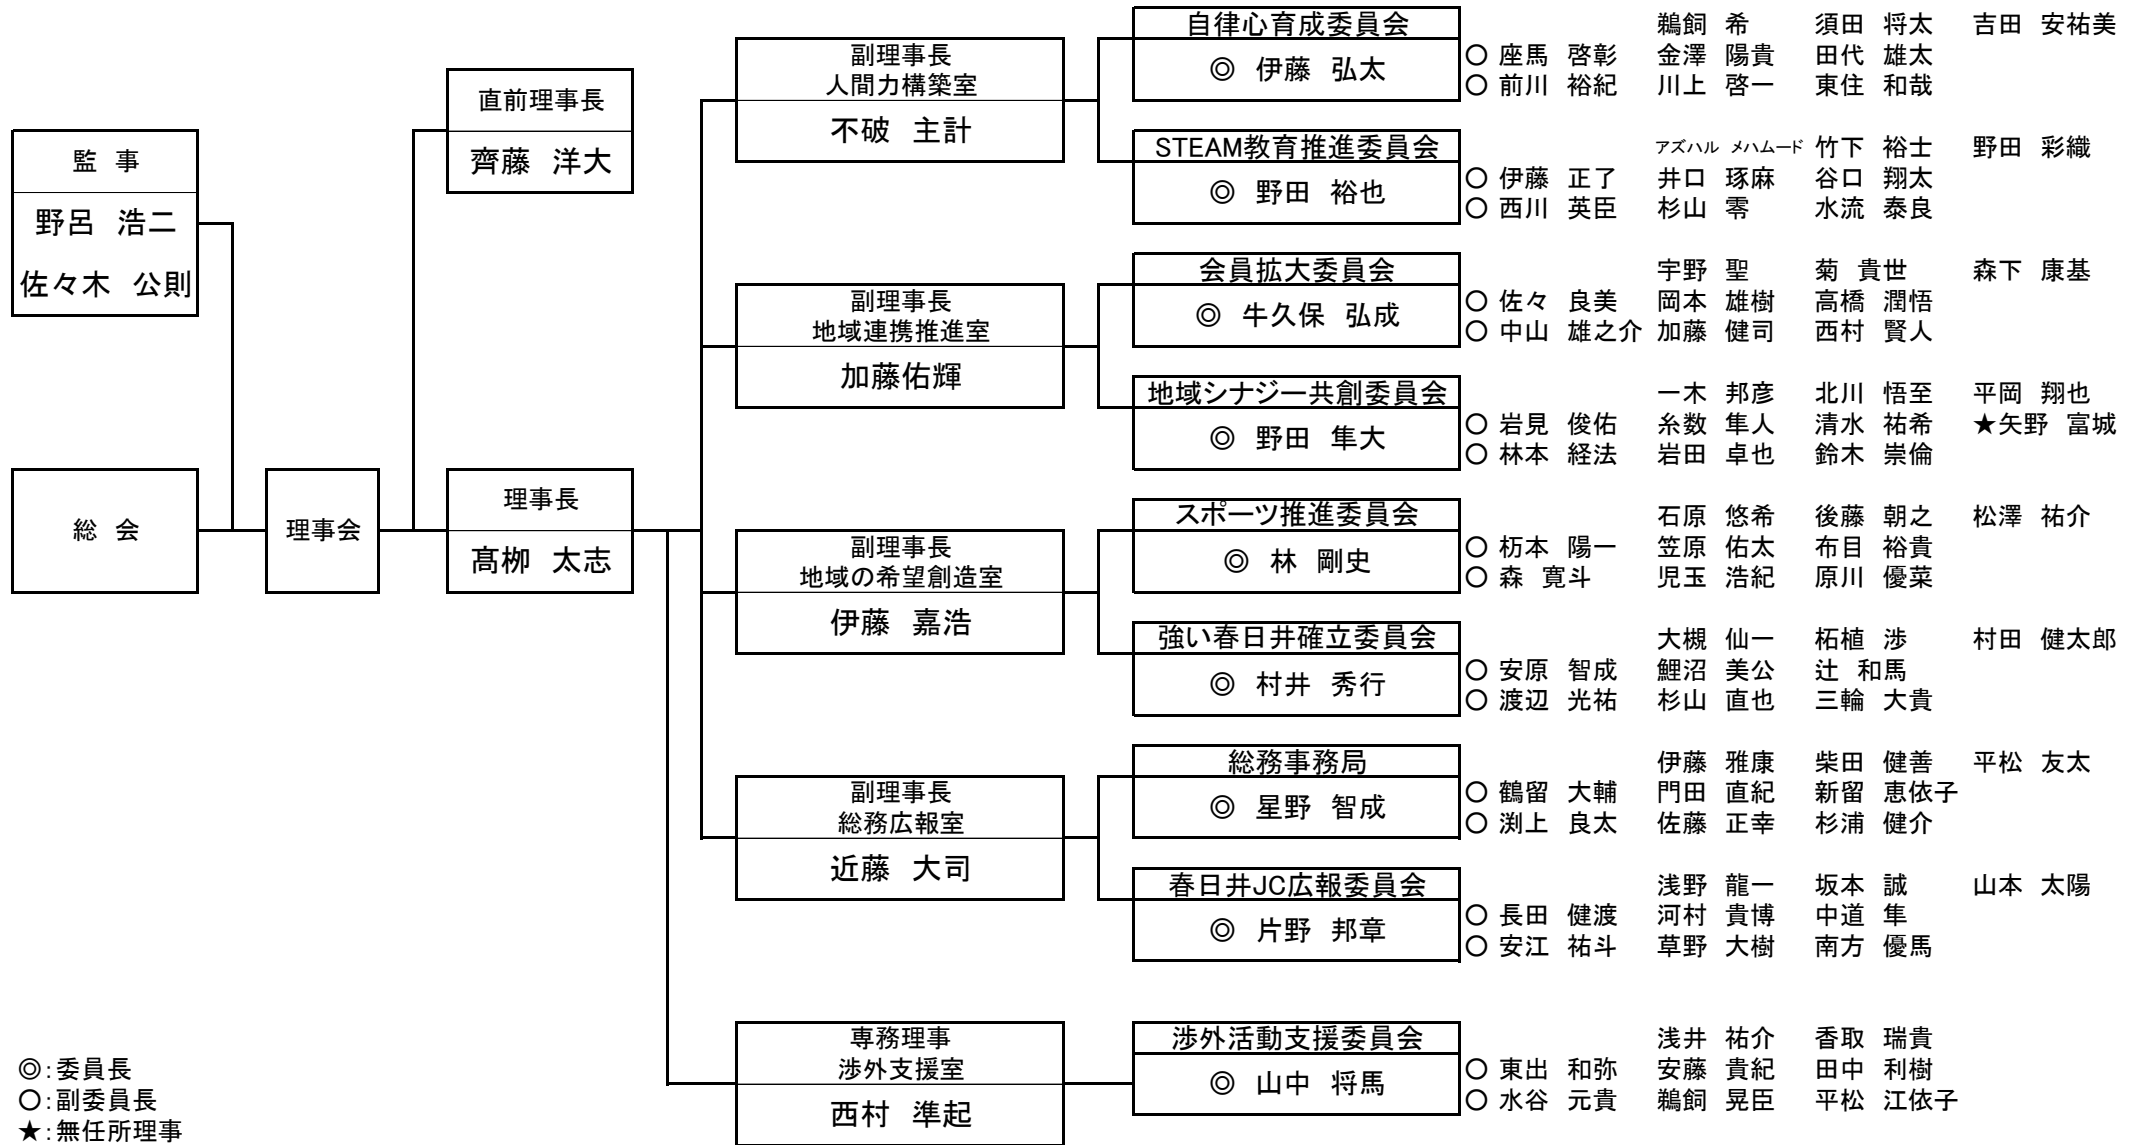 監　事
野呂　浩二
佐々木　公則
総　会
理事会
直前理事長
齊藤　洋大
理事長
髙栁　太志
副理事長
人間力構築室
不破　主計
自律心育成委員会
◎　伊藤　弘太
鵜飼　希　須田　将太　吉田　安祐美
○ 座馬　啓彰　金澤　陽貴　田代　雄太
○ 前川　裕紀　川上　啓一　東住　和哉
STEAM教育推進委員会
◎　野田　裕也
アズハル　メハムード　竹下　裕士　野田　彩織
○ 伊藤　正了　井口　琢麻　谷口　翔太
○ 西川　英臣　杉山　零　水流　泰良
副理事長
地域連携推進室
加藤佑輝
会員拡大委員会
◎　牛久保　弘成
宇野　聖　菊　貴世　森下　康基
○ 佐々　良美　岡本　雄樹　高橋　潤悟
○ 中山　雄之介　加藤　健司　西村　賢人
地域シナジー共創委員会
◎　野田　隼大
一木　邦彦　北川　悟至　平岡　翔也
○ 岩見　俊佑　糸数　隼人　清水　祐希　★矢野　富城
○ 林本　経法　岩田　卓也　鈴木　崇倫
副理事長
地域の希望創造室
伊藤　嘉浩
スポーツ推進委員会
◎　林　剛史
石原　悠希　後藤　朝之　松澤　祐介
○ 杤本　陽一　笠原　佑太　布目　裕貴
○ 森　寛斗　児玉　浩紀　原川　優菜
強い春日井確立委員会
◎　村井　秀行
大槻　仙一　柘植　渉　村田　健太郎
○ 安原　智成　鯉沼　美公　辻　和馬
○ 渡辺　光祐　杉山　直也　三輪　大貴
副理事長
総務広報室
近藤　大司
総務事務局
◎　星野　智成
伊藤　雅康　柴田　健善　平松　友太
○ 鶴留　大輔　門田　直紀　新留　恵依子
○ 渕上　良太　佐藤　正幸　杉浦　健介
春日井JC広報委員会
◎　片野　邦章
浅野　龍一　坂本　誠　山本　太陽
○ 長田　健渡　河村　貴博　中道　隼
○ 安江　祐斗　草野　大樹　南方　優馬
専務理事
渉外支援室
西村　準起
渉外活動支援委員会
◎　山中　将馬
浅井　祐介　香取　瑞貴
○ 東出　和弥　安藤　貴紀　田中　利樹
○ 水谷　元貴　鵜飼　晃臣　平松　江依子
◎:委員長
○:副委員長
★:無任所理事